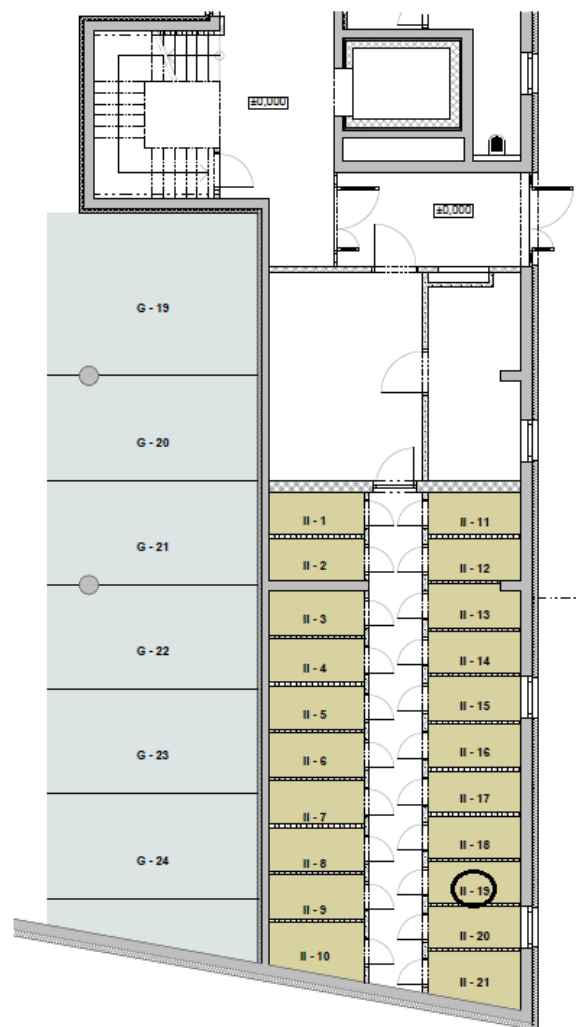 ±0,000
±0,000
G - 19
G - 20
G - 21
G - 22
G - 23
G - 24
II - 1
II - 2
II - 3
II - 4
II - 5
II - 6
II - 7
II - 8
II - 9
II - 10
II - 11
II - 12
II - 13
II - 14
II - 15
II - 16
II - 17
II - 18
II - 19
II - 20
II - 21